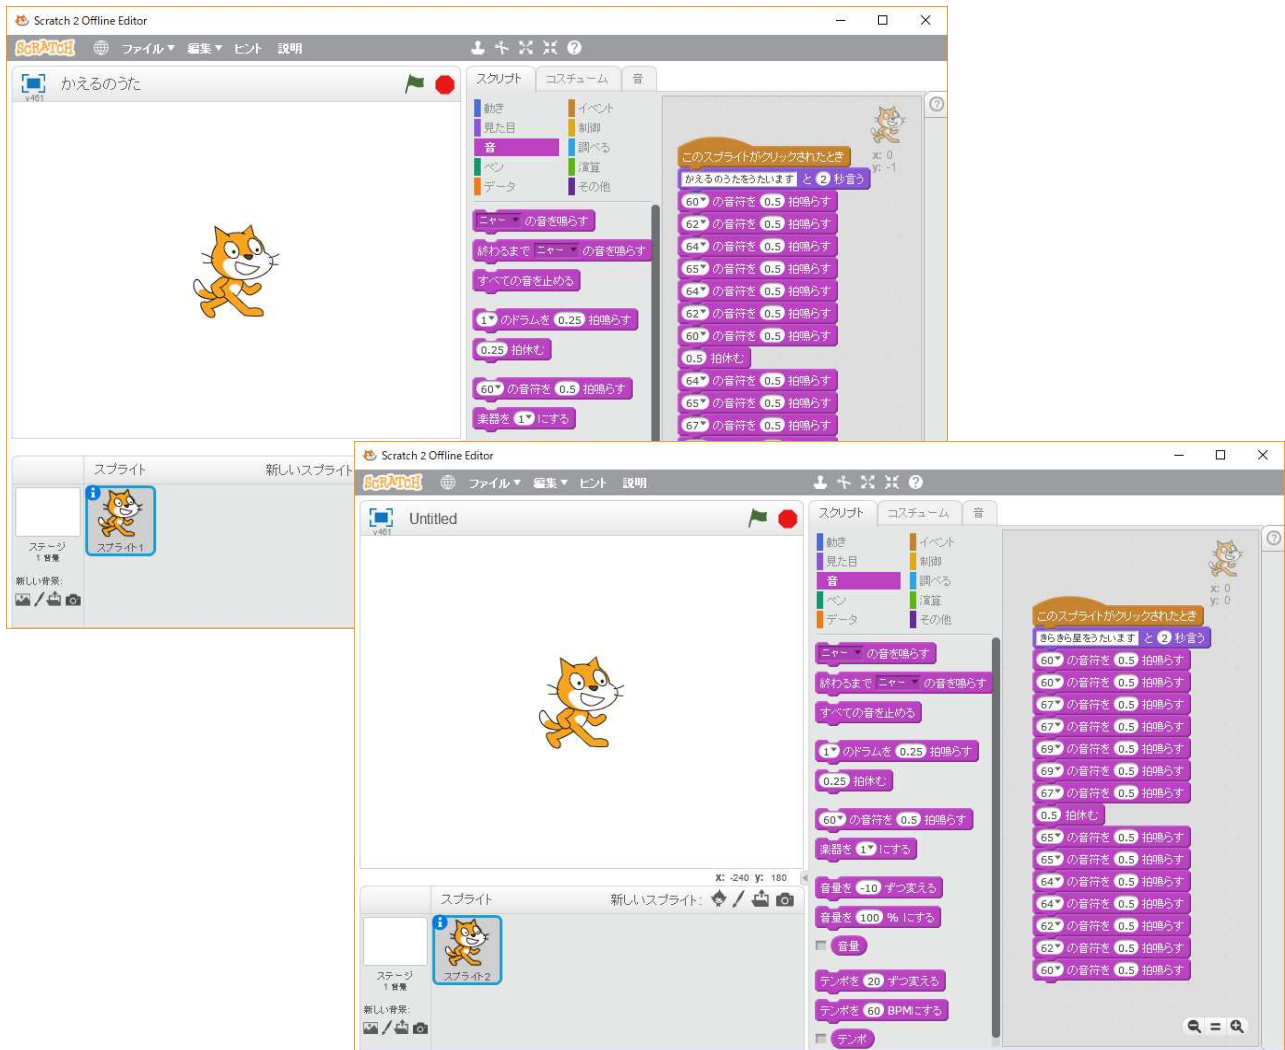 Scratch 2 Offline Editor
SCRATCH ファイル▼ 編集▼ ヒント 説明
v461
かえるのうた
スクリプト コスチューム 音
動き イベント
見た目 制御
音 調べる
ペン 演算
データ その他
ニャー▼ の音を鳴らす
終わるまで ニャー▼ の音を鳴らす
すべての音を止める
1▼ のドラムを 0.25 拍鳴らす
0.25 拍休む
60▼ の音符を 0.5 拍鳴らす
楽器を 1▼ にする
x: 0
y: -1
このスプライトがクリックされたとき
かえるのうたをうたいます と 2 秒言う
60▼ の音符を 0.5 拍鳴らす
62▼ の音符を 0.5 拍鳴らす
64▼ の音符を 0.5 拍鳴らす
65▼ の音符を 0.5 拍鳴らす
64▼ の音符を 0.5 拍鳴らす
62▼ の音符を 0.5 拍鳴らす
60▼ の音符を 0.5 拍鳴らす
0.5 拍休む
64▼ の音符を 0.5 拍鳴らす
65▼ の音符を 0.5 拍鳴らす
67▼ の音符を 0.5 拍鳴らす
スプライト 新しいスプライト
ステージ
1 背景
新しい背景:
スプライト1
Scratch 2 Offline Editor
SCRATCH ファイル▼ 編集▼ ヒント 説明
v461
Untitled
スクリプト コスチューム 音
動き イベント
見た目 制御
音 調べる
ペン 演算
データ その他
ニャー▼ の音を鳴らす
終わるまで ニャー▼ の音を鳴らす
すべての音を止める
1▼ のドラムを 0.25 拍鳴らす
0.25 拍休む
60▼ の音符を 0.5 拍鳴らす
楽器を 1▼ にする
音量を -10 ずつ変える
音量を 100 % にする
音量
テンポを 20 ずつ変える
テンポを 60 BPMにする
テンポ
x: 0
y: 0
このスプライトがクリックされたとき
きらきら星をうたいます と 2 秒言う
60▼ の音符を 0.5 拍鳴らす
60▼ の音符を 0.5 拍鳴らす
67▼ の音符を 0.5 拍鳴らす
67▼ の音符を 0.5 拍鳴らす
69▼ の音符を 0.5 拍鳴らす
69▼ の音符を 0.5 拍鳴らす
67▼ の音符を 0.5 拍鳴らす
0.5 拍休む
65▼ の音符を 0.5 拍鳴らす
65▼ の音符を 0.5 拍鳴らす
64▼ の音符を 0.5 拍鳴らす
64▼ の音符を 0.5 拍鳴らす
62▼ の音符を 0.5 拍鳴らす
62▼ の音符を 0.5 拍鳴らす
60▼ の音符を 0.5 拍鳴らす
x: -240 y: 180
スプライト 新しいスプライト:
ステージ
1 背景
新しい背景:
スプライト2